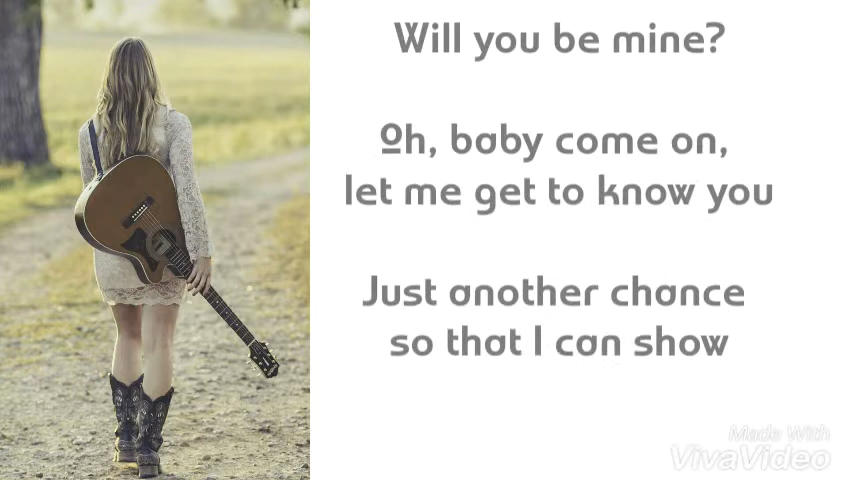 Will you be mine?
Oh, baby come on,
let me get to know you
Just another chance
so that I can show
Made With
VivaVideo